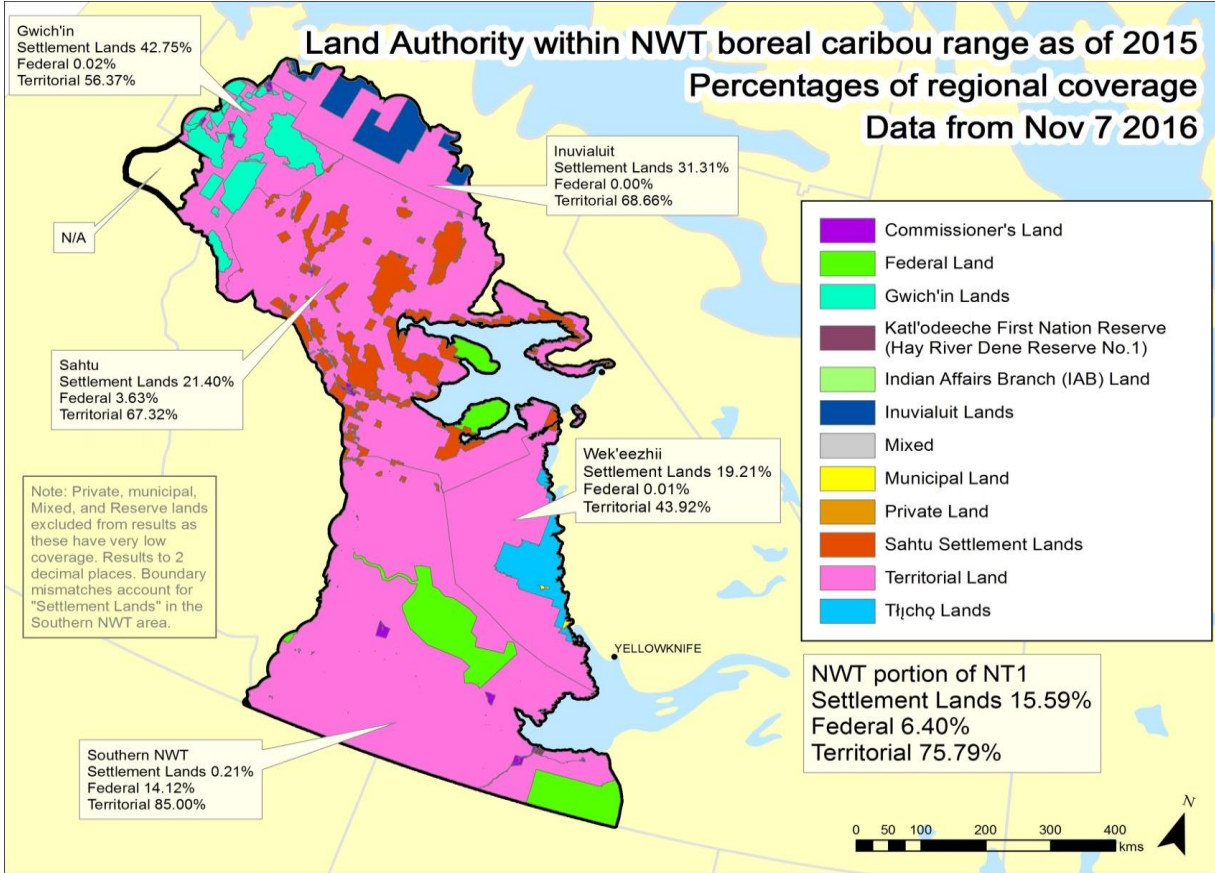 Land Authority within NWT boreal caribou range as of 2015
Percentages of regional coverage
Data from Nov 7 2016
Gwich'in
Settlement Lands 42.75%
Federal 0.02%
Territorial 56.37%
Inuvialuit
Settlement Lands 31.31%
Federal 0.00%
Territorial 68.66%
N/A
Sahtu
Settlement Lands 21.40%
Federal 3.63%
Territorial 67.32%
Wek'eezhii
Settlement Lands 19.21%
Federal 0.01%
Territorial 43.92%
Note: Private, municipal,
Mixed, and Reserve lands
excluded from results as
these have very low
coverage. Results to 2
decimal places. Boundary
mismatches account for
"Settlement Lands" in the
Southern NWT area.
YELLOWKNIFE
Southern NWT
Settlement Lands 0.21%
Federal 14.12%
Territorial 85.00%
Commissioner's Land
Federal Land
Gwich'in Lands
Katl'odeeche First Nation Reserve
(Hay River Dene Reserve No.1)
Indian Affairs Branch (IAB) Land
Inuvialuit Lands
Mixed
Municipal Land
Private Land
Sahtu Settlement Lands
Territorial Land
Tłı̨chǫ Lands
NWT portion of NT1
Settlement Lands 15.59%
Federal 6.40%
Territorial 75.79%
N
0 50 100 200 300 400
kms